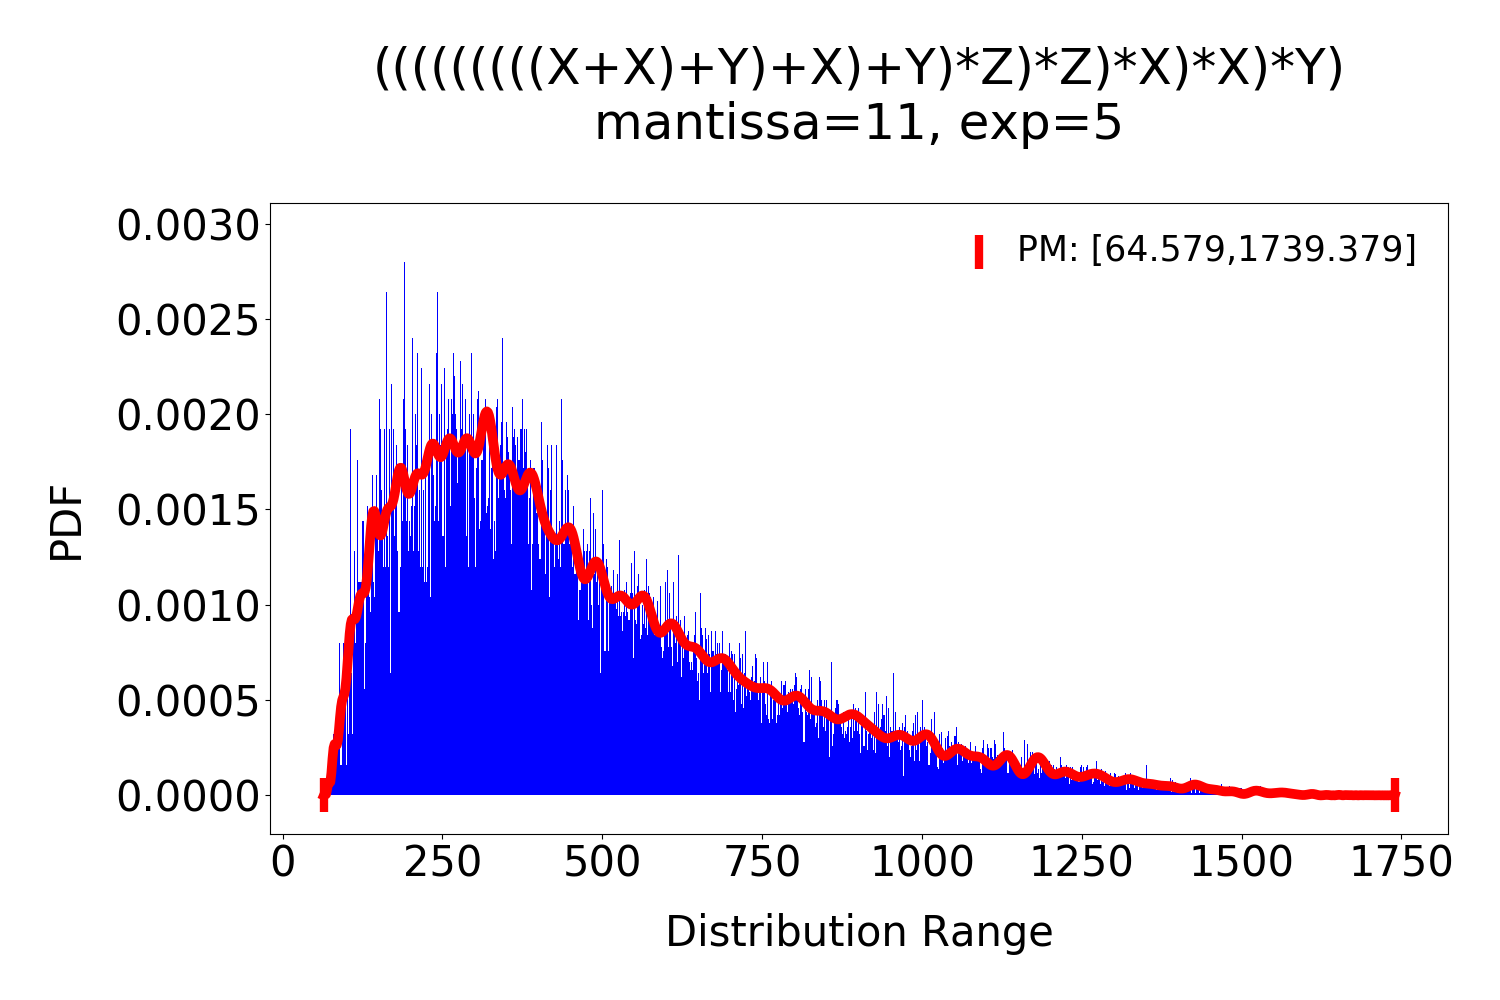 (((((((((X+X)+Y)+X)+Y)*Z)*Z)*X)*X)*Y)
mantissa=11, exp=5
PM: [64.579,1739.379]
0.0030
0.0025
0.0020
0.0015
0.0010
0.0005
0.0000
PDF
0 250 500 750 1000 1250 1500 1750
Distribution Range